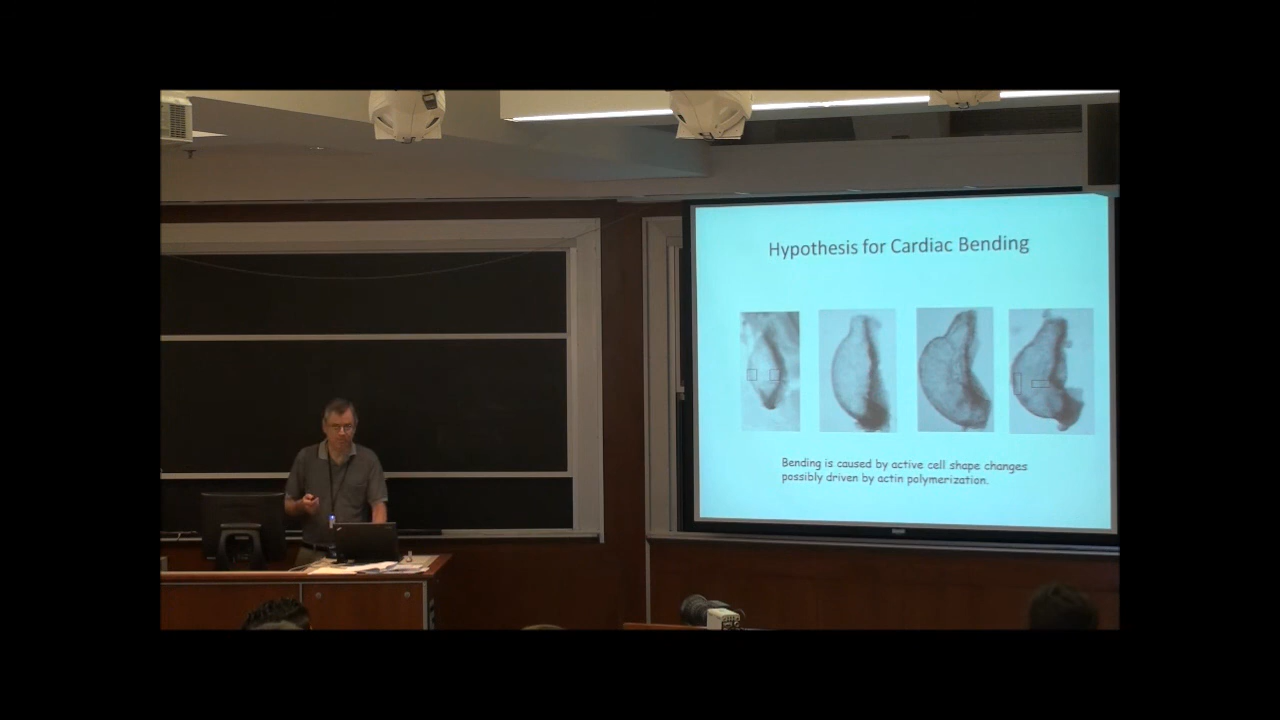 Hypothesis for Cardiac Bending
Bending is caused by active cell shape changes
possibly driven by actin polymerization.